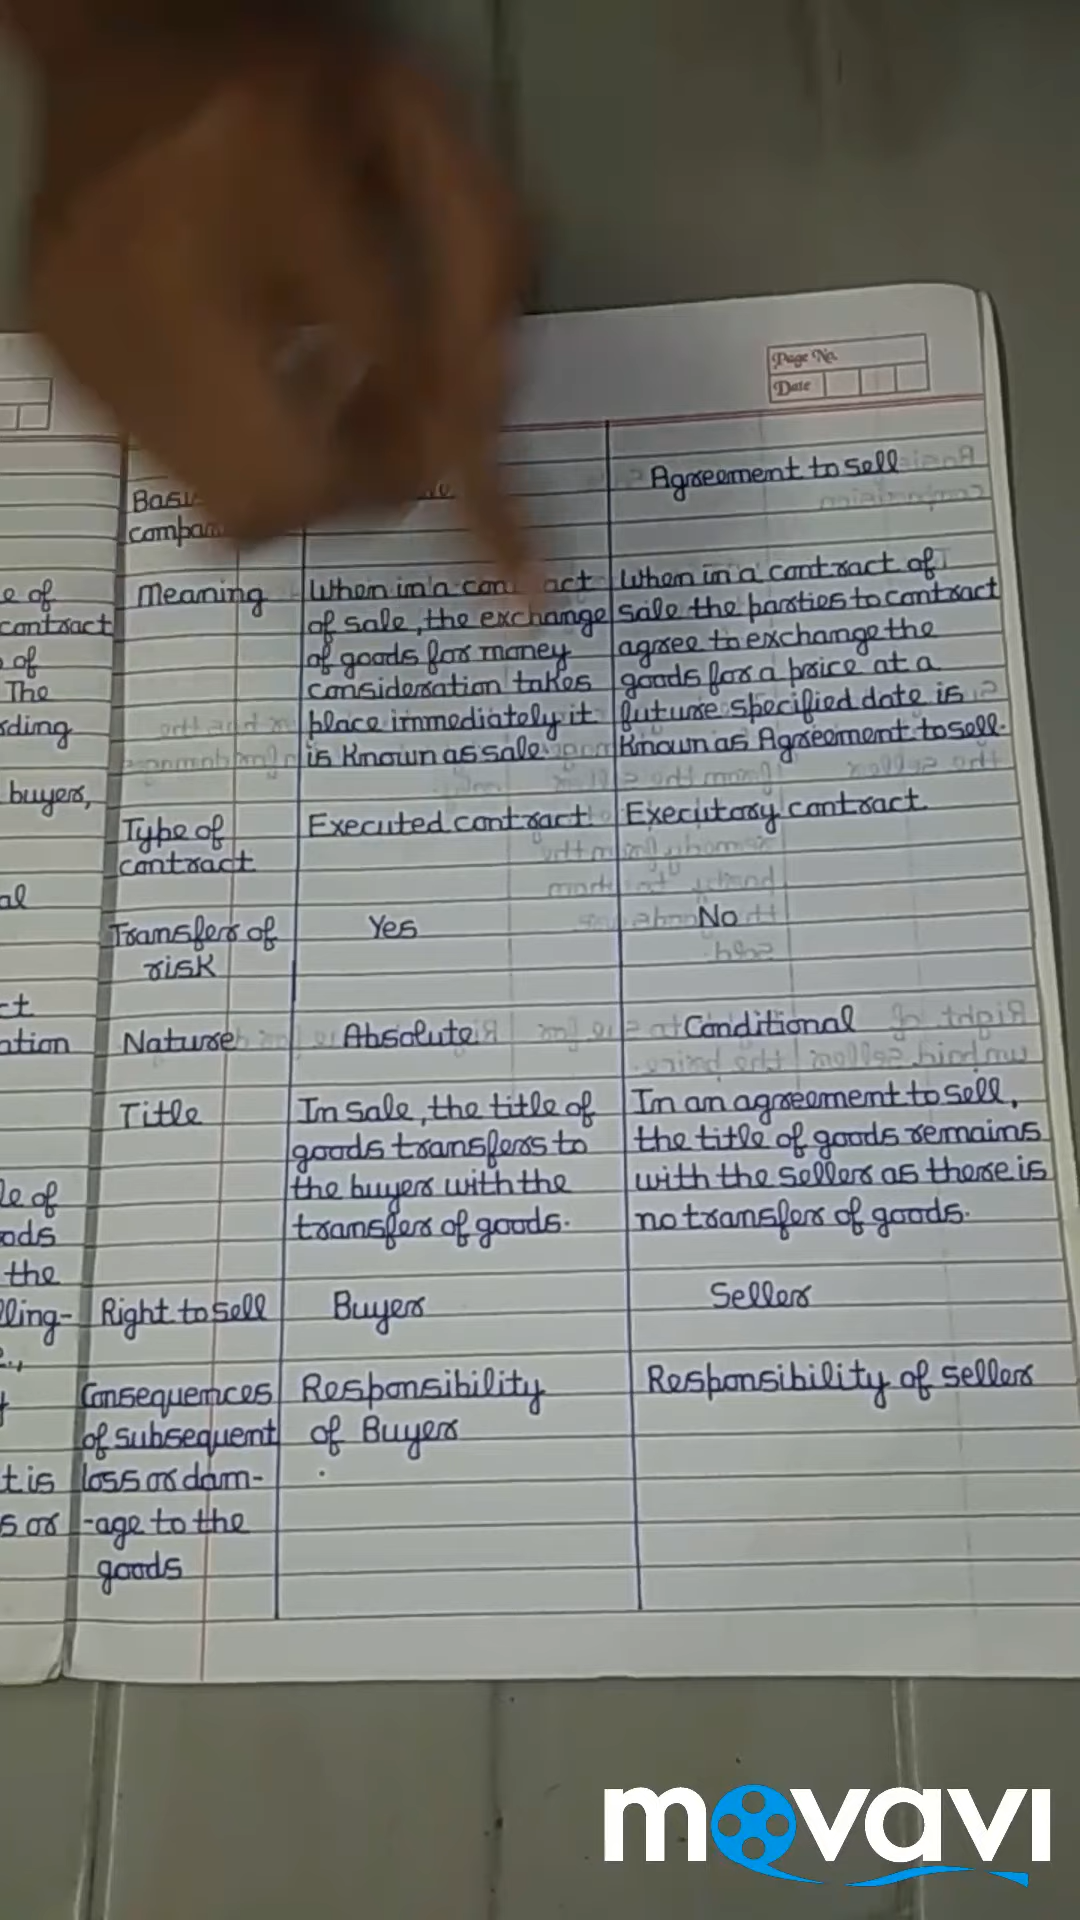 Page No.
Date
Agreement to sell
Meaning
When in a contract
of sale, the exchange
of goods for money
consideration takes
place immediately it
is Known as sale.
When in a contract of
sale the parties to contract
agree to exchange the
goods for a price at a
future specified date is
Known as Agreement to sell.
Type of
contract
Executed contract
Executory contract
Transfer of
risk
Yes
No
Nature
Absolute
Conditional
Title
In sale, the title of
goods transfers to
the buyer with the
transfer of goods.
In an agreement to sell,
the title of goods remains
with the seller as there is
no transfer of goods.
Right to sell
Buyer
Seller
Consequences
of subsequent
loss or dam-
-age to the
goods
Responsibility
of Buyer
Responsibility of seller
e of
contract
of
The
buyer,
the
movavi